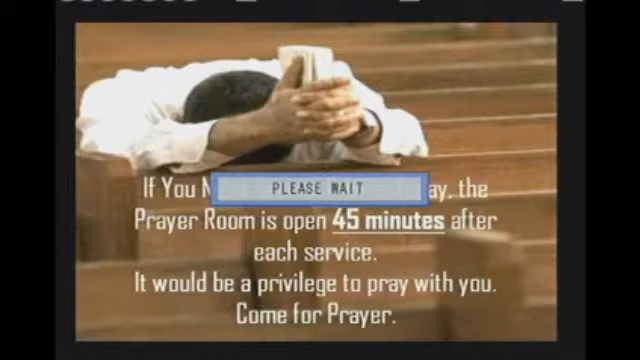 If You N
PLEASE WAIT
ay, the
Prayer Room is open 45 minutes after
each service.
It would be a privilege to pray with you.
Come for Prayer.